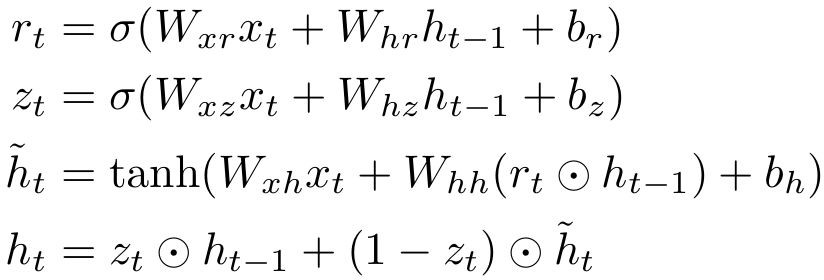 r_t = σ(W_{xr}x_t + W_{hr}h_{t−1} + b_r)
z_t = σ(W_{xz}x_t + W_{hz}h_{t−1} + b_z)
h̃_t = tanh(W_{xh}x_t + W_{hh}(r_t ⊙ h_{t−1}) + b_h)
h_t = z_t ⊙ h_{t−1} + (1 − z_t) ⊙ h̃_t